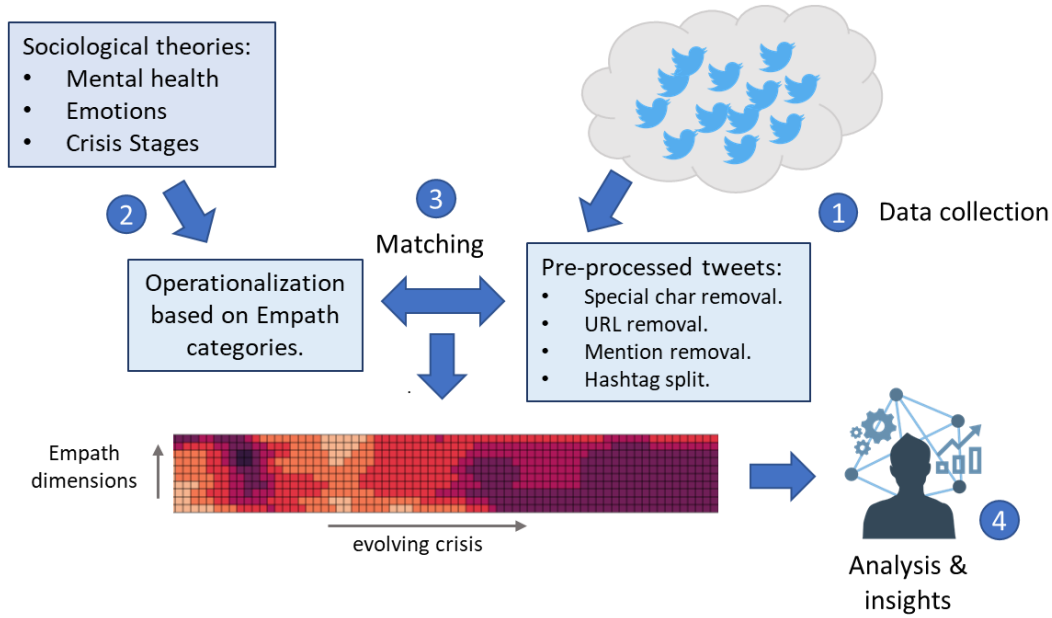 Sociological theories:
• Mental health
• Emotions
• Crisis Stages
2
3
Matching
1
Data collection
Operationalization
based on Empath
categories.
Pre-processed tweets:
• Special char removal.
• URL removal.
• Mention removal.
• Hashtag split.
.
Empath
dimensions
evolving crisis
4
Analysis &
insights